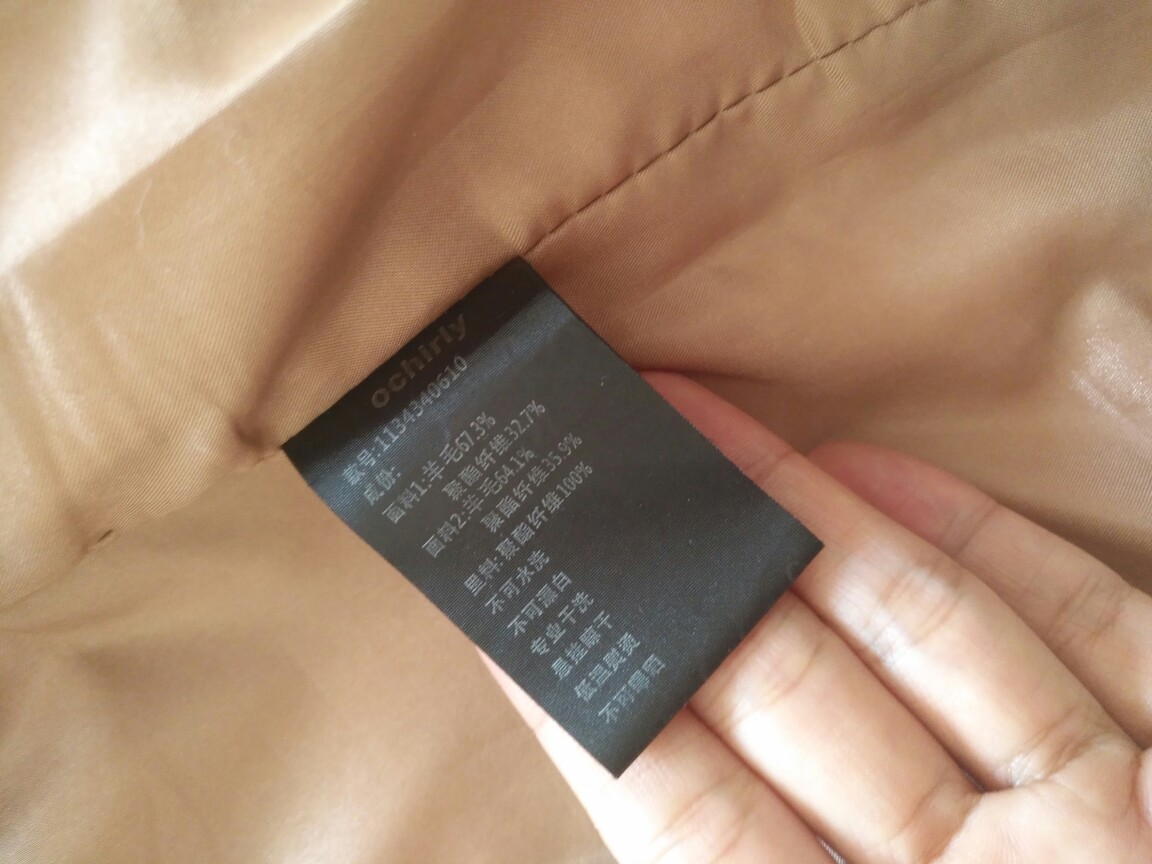 ochirly
款号:1134340610
成份:
面料1:羊毛67.3%
聚酯纤维32.7%
面料2:羊毛64.1%
聚酯纤维35.9%
里料:聚酯纤维100%
不可水洗
不可漂白
专业干洗
悬挂晾干
低温熨烫
不可曝晒